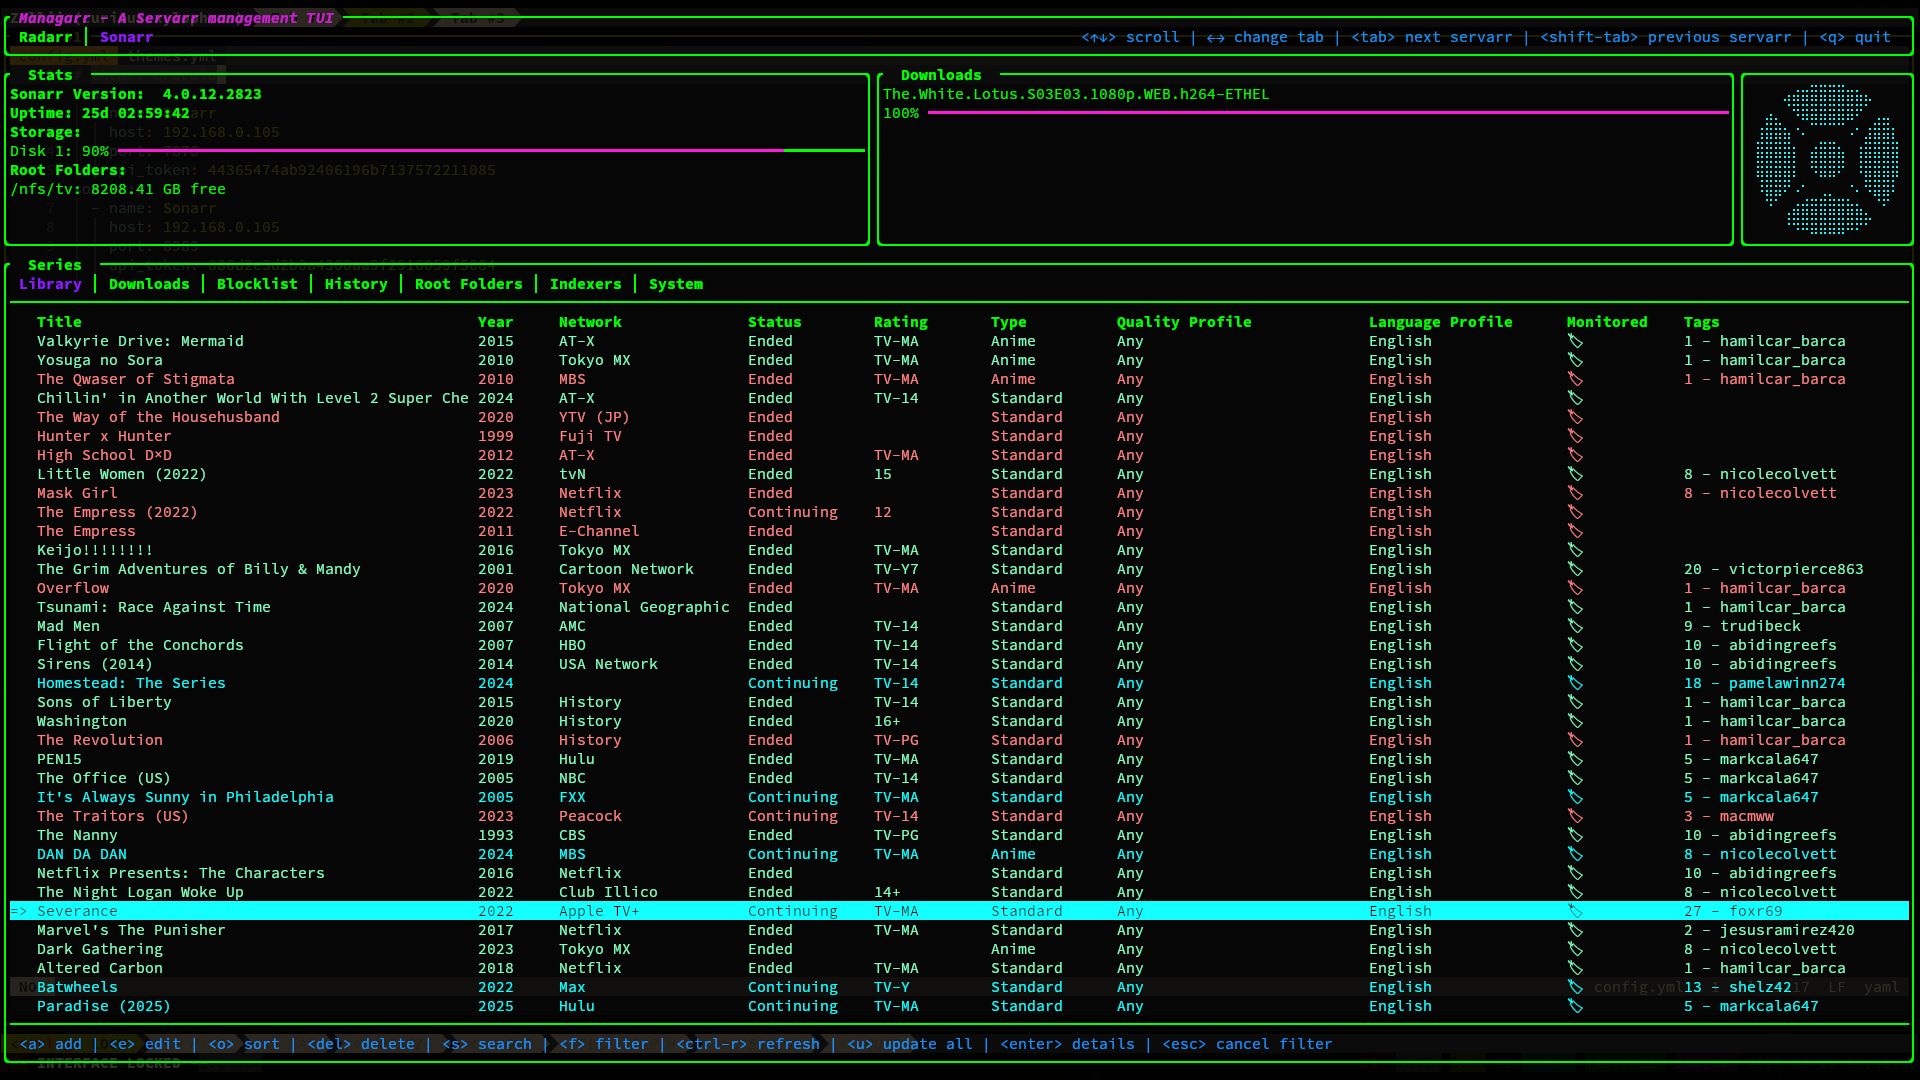 Managarr - A Servarr management TUI
Radarr | Sonarr
<↑↓> scroll | ←→ change tab | <tab> next servarr | <shift-tab> previous servarr | <q> quit
config.yml themes.yml
Stats
Sonarr Version: 4.0.12.2823
Uptime: 25d 02:59:42
Storage:
host: 192.168.0.105
Disk 1: 90%
Root Folders:
/nfs/tv: 8208.41 GB free
- name: Sonarr
host: 192.168.0.105
Downloads
The.White.Lotus.S03E03.1080p.WEB.h264-ETHEL
100%
Series
Library | Downloads | Blocklist | History | Root Folders | Indexers | System
Title Year Network Status Rating Type Quality Profile Language Profile Monitored Tags
Valkyrie Drive: Mermaid 2015 AT-X Ended TV-MA Anime Any English 1 - hamilcar_barca
Yosuga no Sora 2010 Tokyo MX Ended TV-MA Anime Any English 1 - hamilcar_barca
The Qwaser of Stigmata 2010 MBS Ended TV-MA Anime Any English 1 - hamilcar_barca
Chillin' in Another World With Level 2 Super Che 2024 AT-X Ended TV-14 Standard Any English
The Way of the Househusband 2020 YTV (JP) Ended Standard Any English
Hunter x Hunter 1999 Fuji TV Ended Standard Any English
High School D×D 2012 AT-X Ended TV-MA Standard Any English
Little Women (2022) 2022 tvN Ended 15 Standard Any English 8 - nicolecolvett
Mask Girl 2023 Netflix Ended Standard Any English 8 - nicolecolvett
The Empress (2022) 2022 Netflix Continuing 12 Standard Any English
The Empress 2011 E-Channel Ended Standard Any English
Keijo!!!!!!!! 2016 Tokyo MX Ended TV-MA Standard Any English
The Grim Adventures of Billy & Mandy 2001 Cartoon Network Ended TV-Y7 Standard Any English 20 - victorpierce863
Overflow 2020 Tokyo MX Ended TV-MA Anime Any English 1 - hamilcar_barca
Tsunami: Race Against Time 2024 National Geographic Ended Standard Any English 1 - hamilcar_barca
Mad Men 2007 AMC Ended TV-14 Standard Any English 9 - trudibeck
Flight of the Conchords 2007 HBO Ended TV-14 Standard Any English 10 - abidingreefs
Sirens (2014) 2014 USA Network Ended TV-14 Standard Any English 10 - abidingreefs
Homestead: The Series 2024 Continuing TV-14 Standard Any English 18 - pamelawinn274
Sons of Liberty 2015 History Ended TV-14 Standard Any English 1 - hamilcar_barca
Washington 2020 History Ended 16+ Standard Any English 1 - hamilcar_barca
The Revolution 2006 History Ended TV-PG Standard Any English 1 - hamilcar_barca
PEN15 2019 Hulu Ended TV-MA Standard Any English 5 - markcala647
The Office (US) 2005 NBC Ended TV-14 Standard Any English 5 - markcala647
It's Always Sunny in Philadelphia 2005 FXX Continuing TV-MA Standard Any English 5 - markcala647
The Traitors (US) 2023 Peacock Continuing TV-14 Standard Any English 3 - macmww
The Nanny 1993 CBS Ended TV-PG Standard Any English 10 - abidingreefs
DAN DA DAN 2024 MBS Continuing TV-MA Anime Any English 8 - nicolecolvett
Netflix Presents: The Characters 2016 Netflix Ended Standard Any English 10 - abidingreefs
The Night Logan Woke Up 2022 Club Illico Ended 14+ Standard Any English 8 - nicolecolvett
=> Severance 2022 Apple TV+ Continuing TV-MA Standard Any English 27 - foxr69
Marvel's The Punisher 2017 Netflix Ended TV-MA Standard Any English 2 - jesusramirez420
Dark Gathering 2023 Tokyo MX Ended Anime Any English 8 - nicolecolvett
Altered Carbon 2018 Netflix Ended TV-MA Standard Any English 1 - hamilcar_barca
Batwheels 2022 Max Continuing TV-Y Standard Any English 13 - shelz42
Paradise (2025) 2025 Hulu Continuing TV-MA Standard Any English 5 - markcala647
<a> add | <e> edit | <o> sort | <del> delete | <s> search | <f> filter | <ctrl-r> refresh | <u> update all | <enter> details | <esc> cancel filter
INTERFACE LOCKED